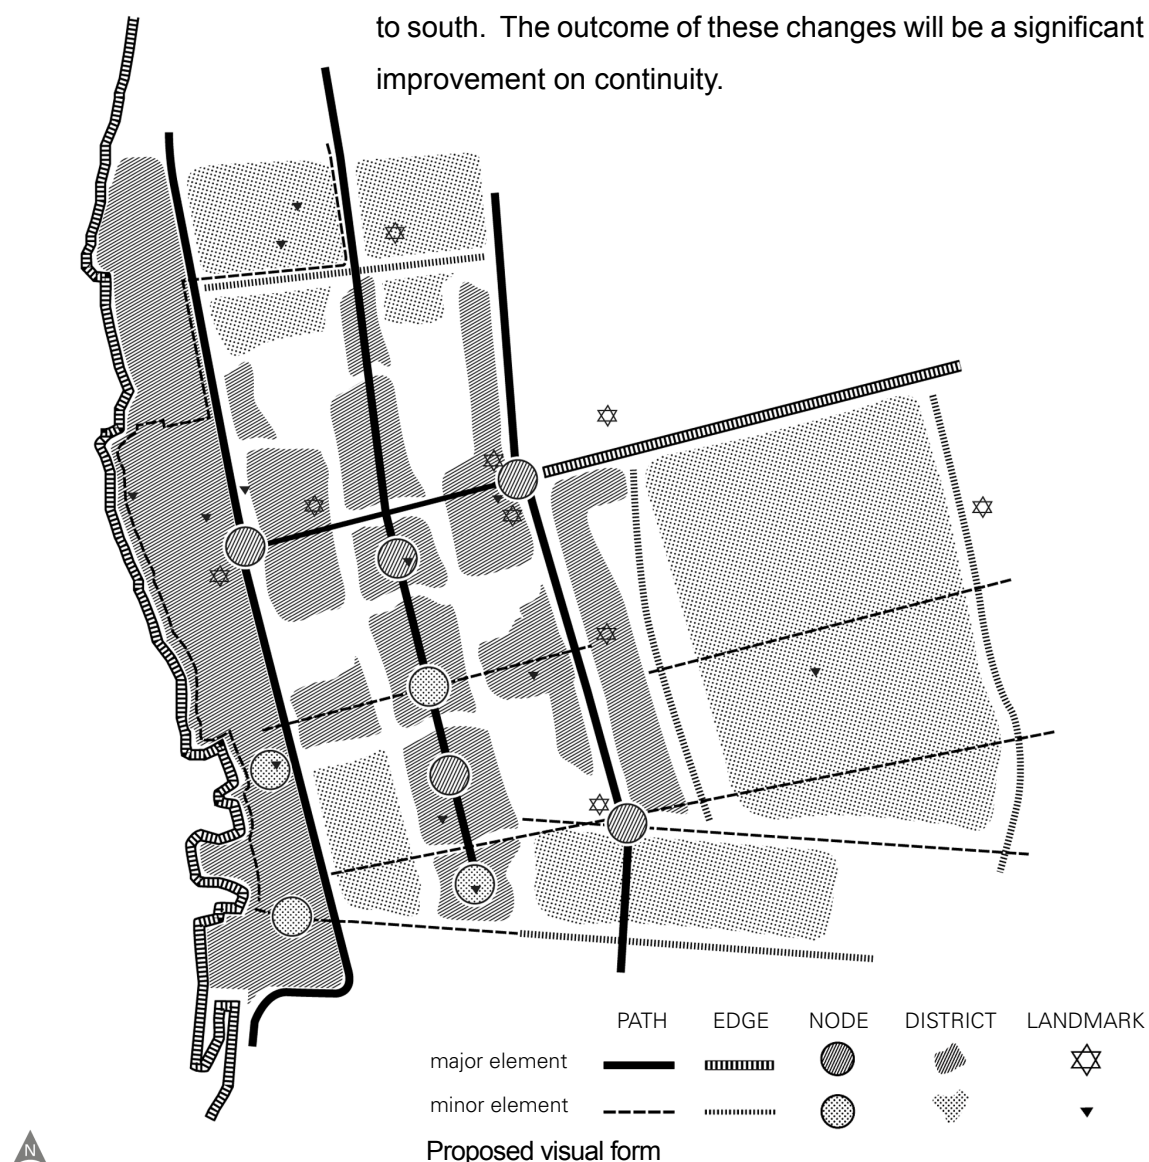 to south. The outcome of these changes will be a significant
improvement on continuity.
PATH EDGE NODE DISTRICT LANDMARK
major element
minor element
N
Proposed visual form